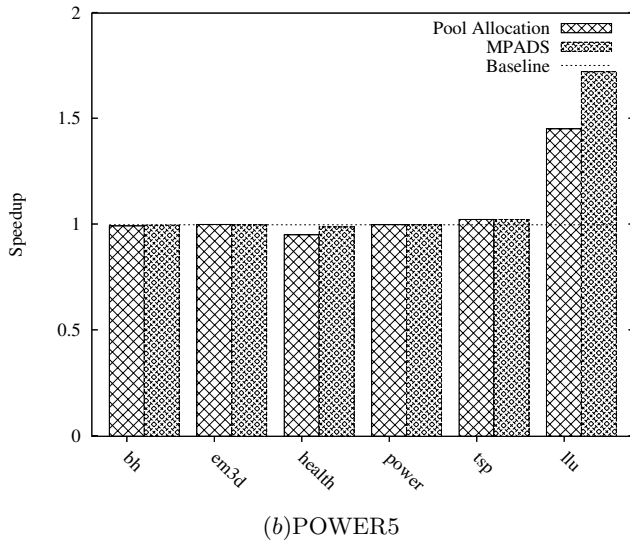 2
1.5
1
0.5
0
Speedup
Pool Allocation
MPADS
Baseline
bh
em3d
health
power
tsp
llu
(b)POWER5